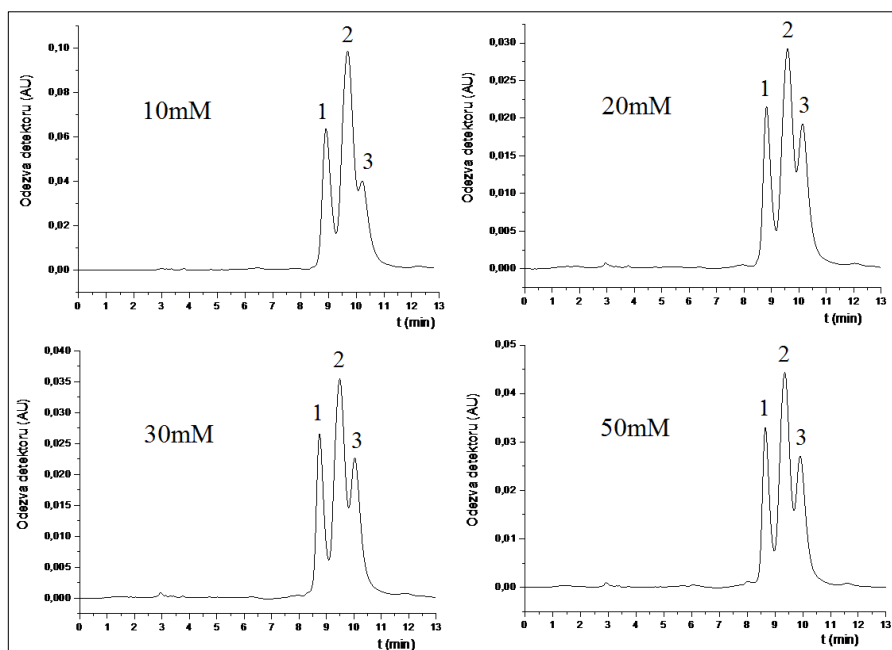 Odezva detektoru (AU)
0,10
0,08
0,06
0,04
0,02
0,00
10mM
1
2
3
0 1 2 3 4 5 6 7 8 9 10 11 12 13
t (min)
Odezva detektoru (AU)
0,030
0,025
0,020
0,015
0,010
0,005
0,000
20mM
1
2
3
0 1 2 3 4 5 6 7 8 9 10 11 12 13
t (min)
Odezva detektoru (AU)
0,040
0,035
0,030
0,025
0,020
0,015
0,010
0,005
0,000
30mM
1
2
3
0 1 2 3 4 5 6 7 8 9 10 11 12 13
t (min)
Odezva detektoru (AU)
0,05
0,04
0,03
0,02
0,01
0,00
50mM
1
2
3
0 1 2 3 4 5 6 7 8 9 10 11 12 13
t (min)